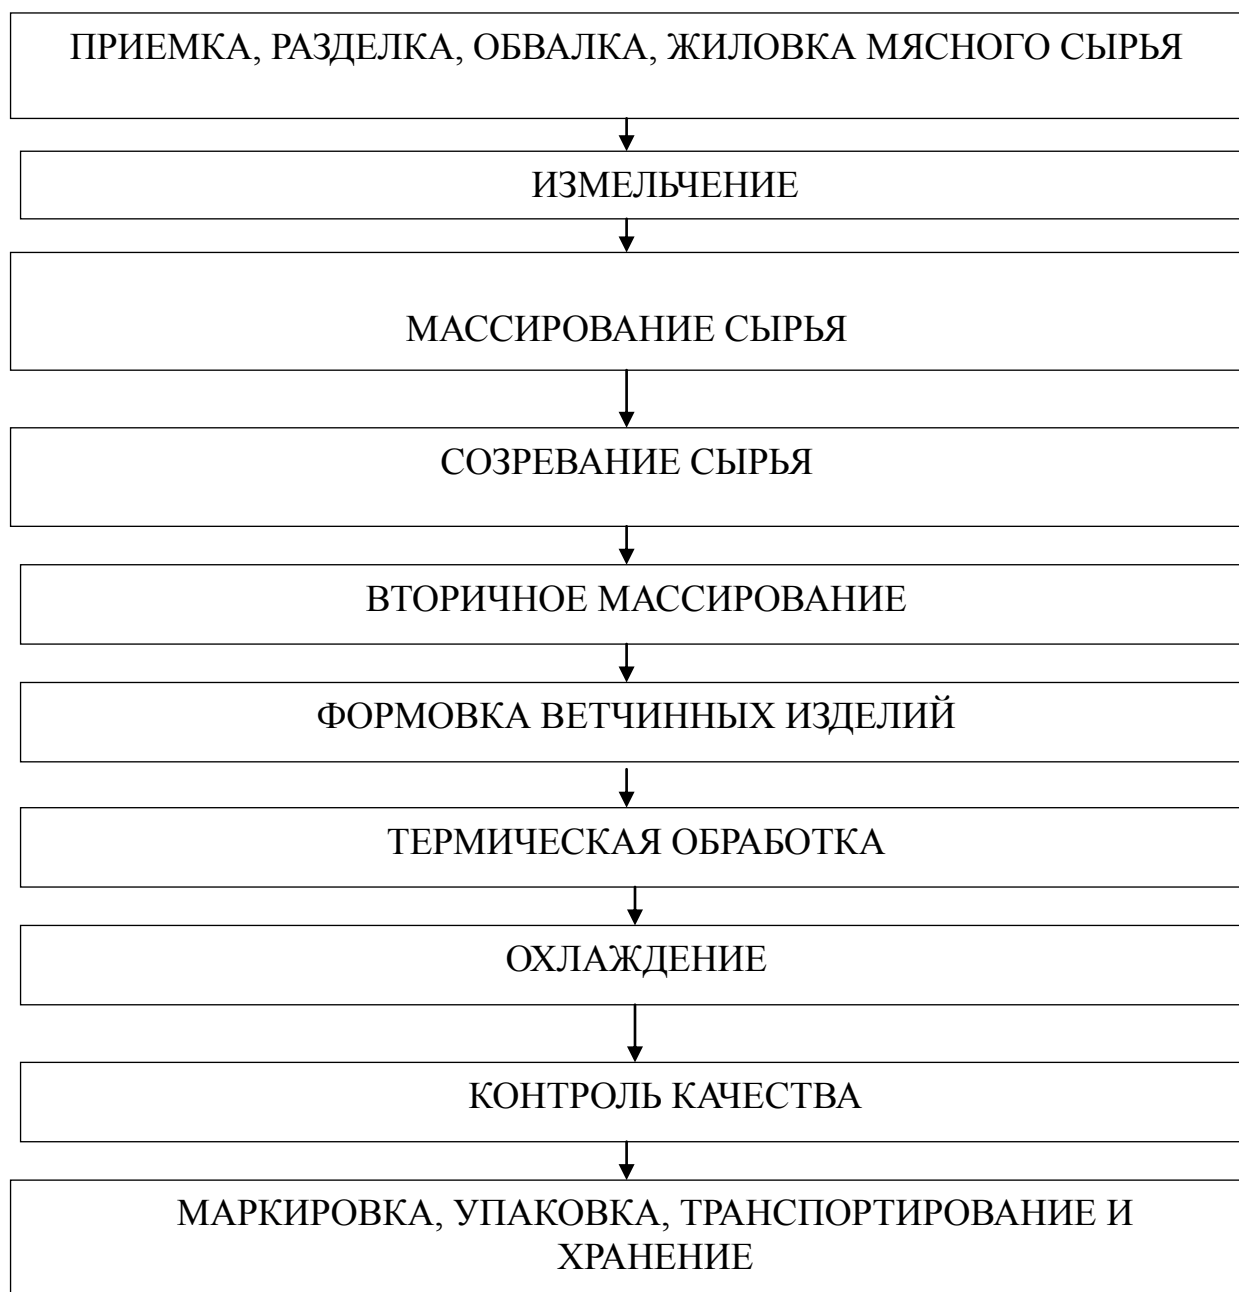 ПРИЕМКА, РАЗДЕЛКА, ОБВАЛКА, ЖИЛОВКА МЯСНОГО СЫРЬЯ
ИЗМЕЛЬЧЕНИЕ
МАССИРОВАНИЕ СЫРЬЯ
СОЗРЕВАНИЕ СЫРЬЯ
ВТОРИЧНОЕ МАССИРОВАНИЕ
ФОРМОВКА ВЕТЧИННЫХ ИЗДЕЛИЙ
ТЕРМИЧЕСКАЯ ОБРАБОТКА
ОХЛАЖДЕНИЕ
КОНТРОЛЬ КАЧЕСТВА
МАРКИРОВКА, УПАКОВКА, ТРАНСПОРТИРОВАНИЕ И
ХРАНЕНИЕ